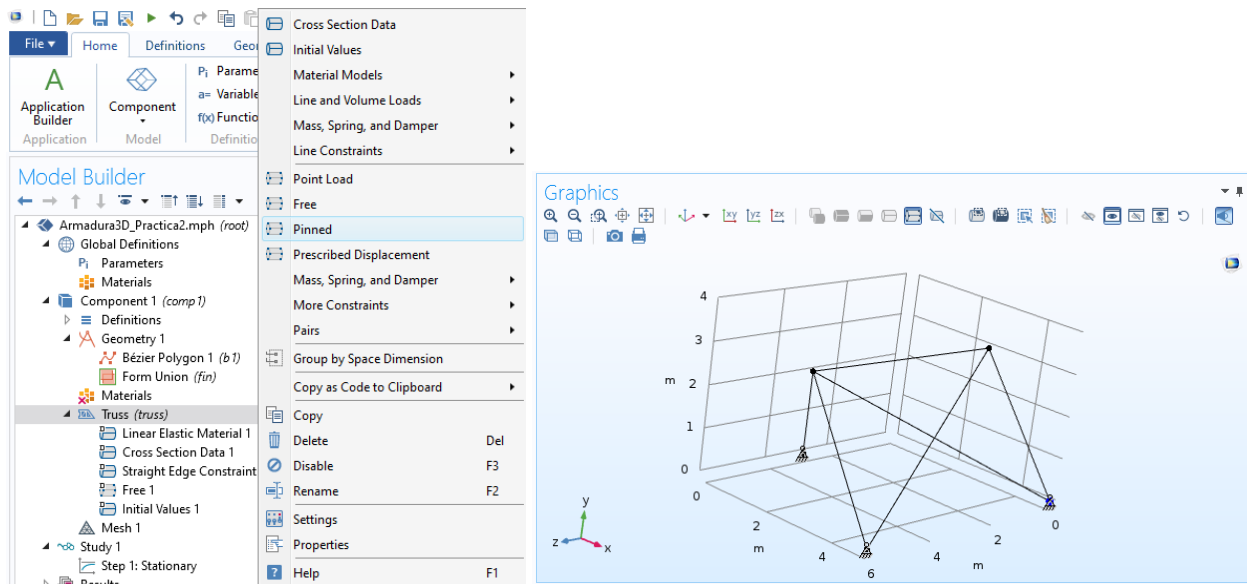 File
Home
Definitions
Geo
Application
Builder
Application
Component
Model
Pi Parame
a= Variable
f(x) Functio
Definitio
Model Builder
Armadura3D_Practica2.mph (root)
Global Definitions
Pi Parameters
Materials
Component 1 (comp1)
Definitions
Geometry 1
Bézier Polygon 1 (b1)
Form Union (fin)
Materials
Truss (truss)
Linear Elastic Material 1
Cross Section Data 1
Straight Edge Constraint
Free 1
Initial Values 1
Mesh 1
Study 1
Step 1: Stationary
Results
Cross Section Data
Initial Values
Material Models
Line and Volume Loads
Mass, Spring, and Damper
Line Constraints
Point Load
Free
Pinned
Prescribed Displacement
Mass, Spring, and Damper
More Constraints
Pairs
Group by Space Dimension
Copy as Code to Clipboard
Copy
Delete Del
Disable F3
Rename F2
Settings
Properties
Help F1
Graphics
xy yz zx
4
3
m 2
1
0
0
2
m
4
6
4
m
2
0
y
z x